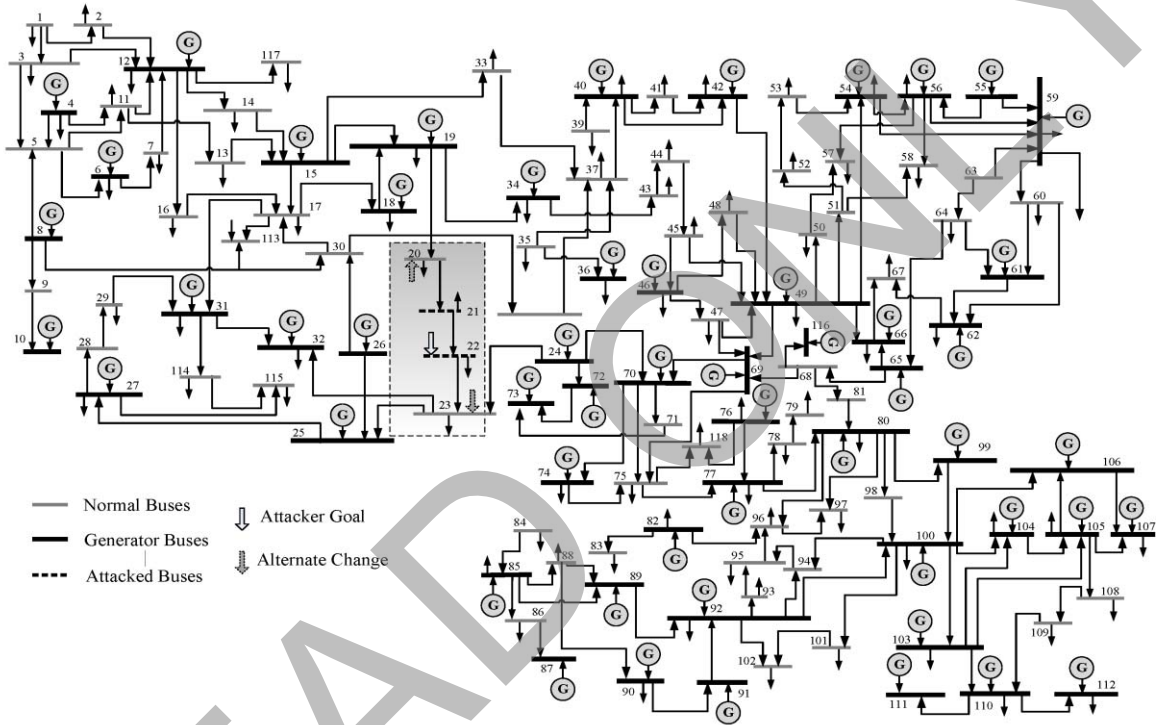 1 2
3 12 117
4 11 14
5 6 7 13 15
16 17 18 19
8 113 30
9 29 31 20
10 28 32 26 21
27 114 115 22
25 23
33 40 41 42 53 54 56 55 59
39 44 52 57 58 63
34 37 43 48 51 60
35 45 50 64
36 46 49 67 61
47 116 66 62
24 70 69 68 65
72 73 71 76 79 81
118 78 80 99
74 75 77 98 97 106
96 100 104 105 107
84 88 83 82 95 94
85 89 93 108
86 92 109
87 102 101 103
90 91 111 110 112
G
Normal Buses
Generator Buses
Attacked Buses
Attacker Goal
Alternate Change
READ ONLY